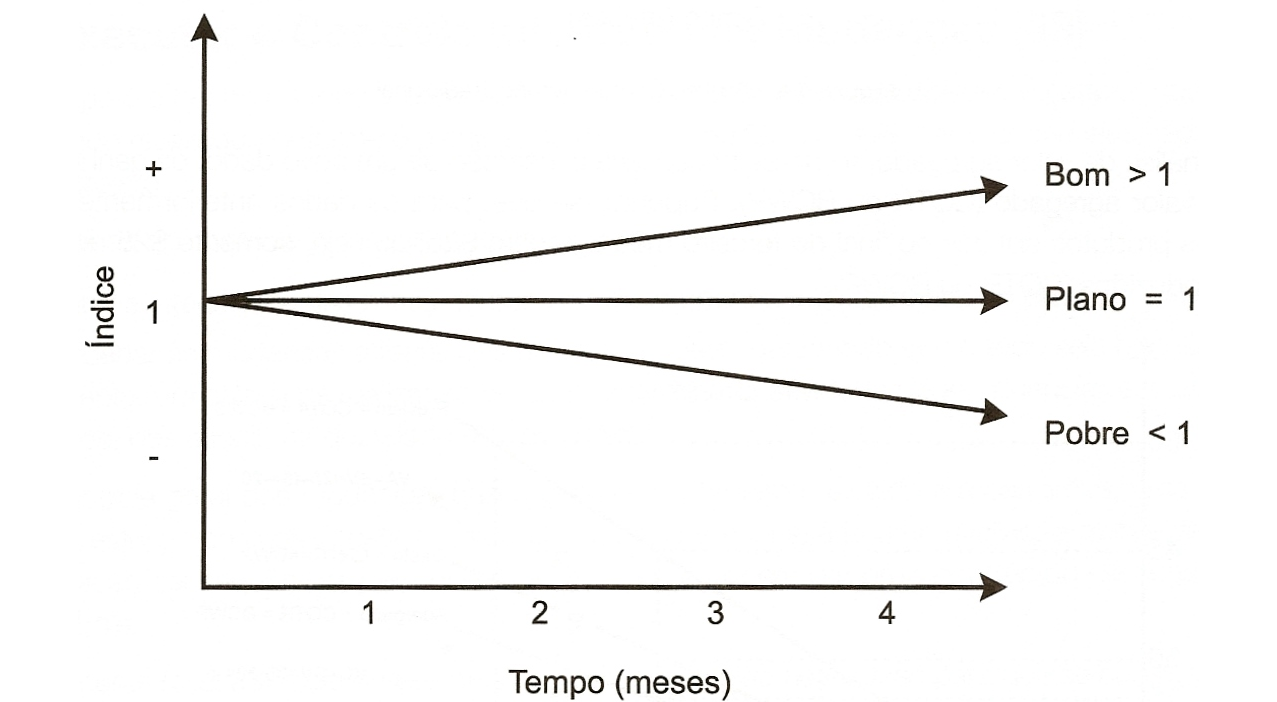 +
Bom > 1
Índice
1
Plano = 1
Pobre < 1
-
1 2 3 4
Tempo (meses)